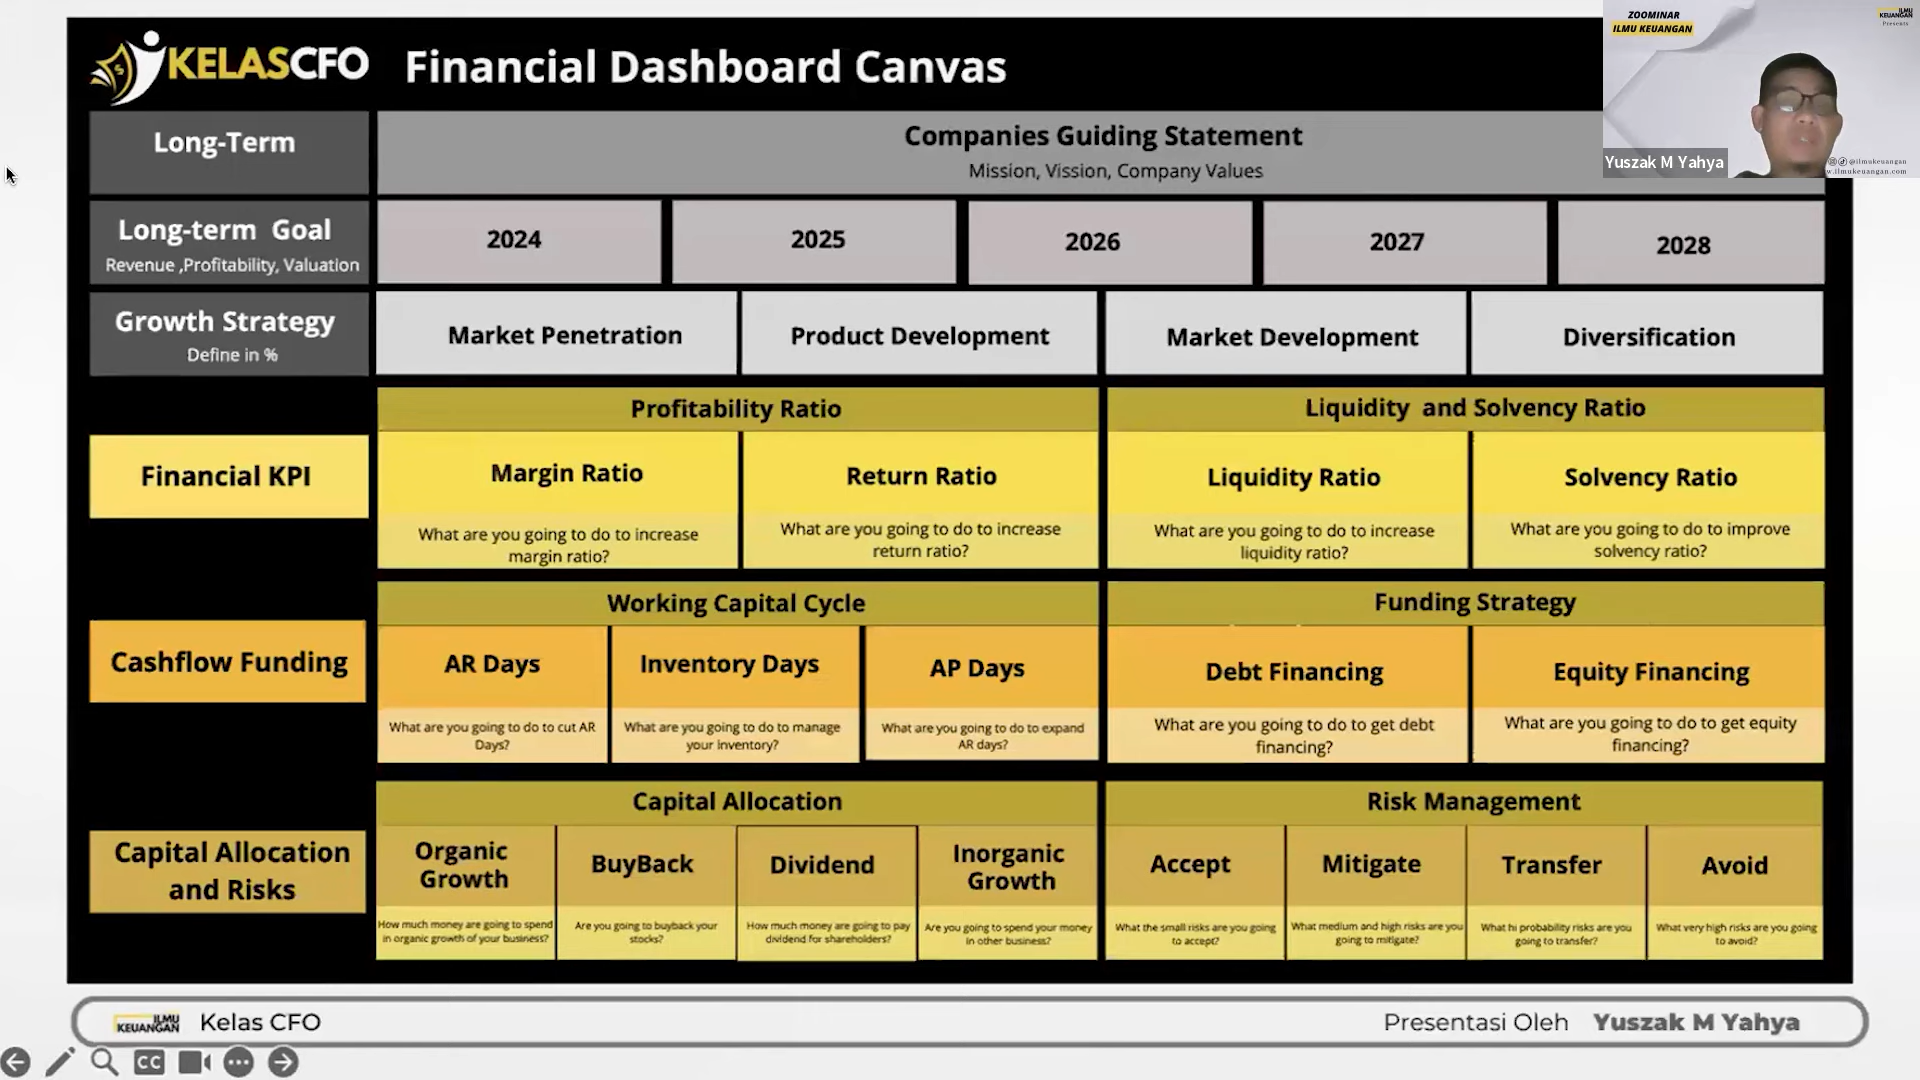 KELASCFO
Financial Dashboard Canvas
ZOOMINAR
ILMU KEUANGAN
ILMU
KEUANGAN
Presents
Yuszak M Yahya
@ilmukeuangan
w.ilmukeuangan.com
Long-Term
Companies Guiding Statement
Mission, Vission, Company Values
Long-term Goal
Revenue ,Profitability, Valuation
2024
2025
2026
2027
2028
Growth Strategy
Define in %
Market Penetration
Product Development
Market Development
Diversification
Financial KPI
Profitability Ratio
Liquidity and Solvency Ratio
Margin Ratio
What are you going to do to increase
margin ratio?
Return Ratio
What are you going to do to increase
return ratio?
Liquidity Ratio
What are you going to do to increase
liquidity ratio?
Solvency Ratio
What are you going to do to improve
solvency ratio?
Cashflow Funding
Working Capital Cycle
Funding Strategy
AR Days
What are you going to do to cut AR
Days?
Inventory Days
What are you going to do to manage
your inventory?
AP Days
What are you going to do to expand
AR days?
Debt Financing
What are you going to do to get debt
financing?
Equity Financing
What are you going to do to get equity
financing?
Capital Allocation
and Risks
Capital Allocation
Risk Management
Organic
Growth
How much money are going to spend
in organic growth of your business?
BuyBack
Are you going to buyback your
stocks?
Dividend
How much money are going to pay
dividend for shareholders?
Inorganic
Growth
Are you going to spend your money
in other business?
Accept
What the small risks are you going
to accept?
Mitigate
What medium and high risks are you
going to mitigate?
Transfer
What hi probability risks are you
going to transfer?
Avoid
What very high risks are you going
to avoid?
ILMU
KEUANGAN
Kelas CFO
Presentasi Oleh Yuszak M Yahya
CC